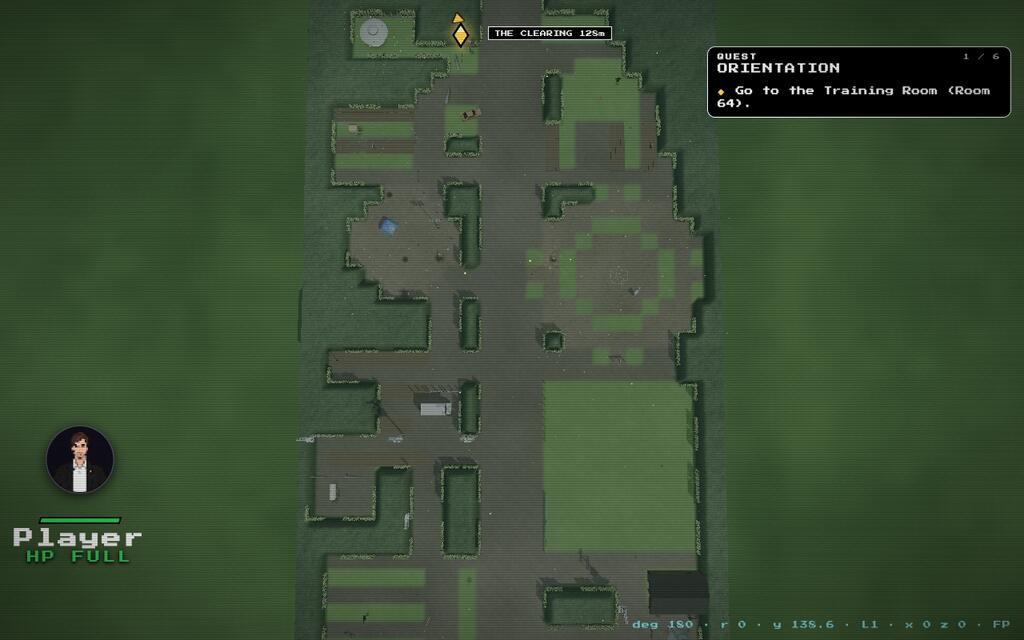 THE CLEARING 128m
QUEST
1 / 6
ORIENTATION
◆ Go to the Training Room (Room
64).
Player
HP FULL
deg 180 · r 0 · y 138.6 · L1 · x 0 z 0 · FP